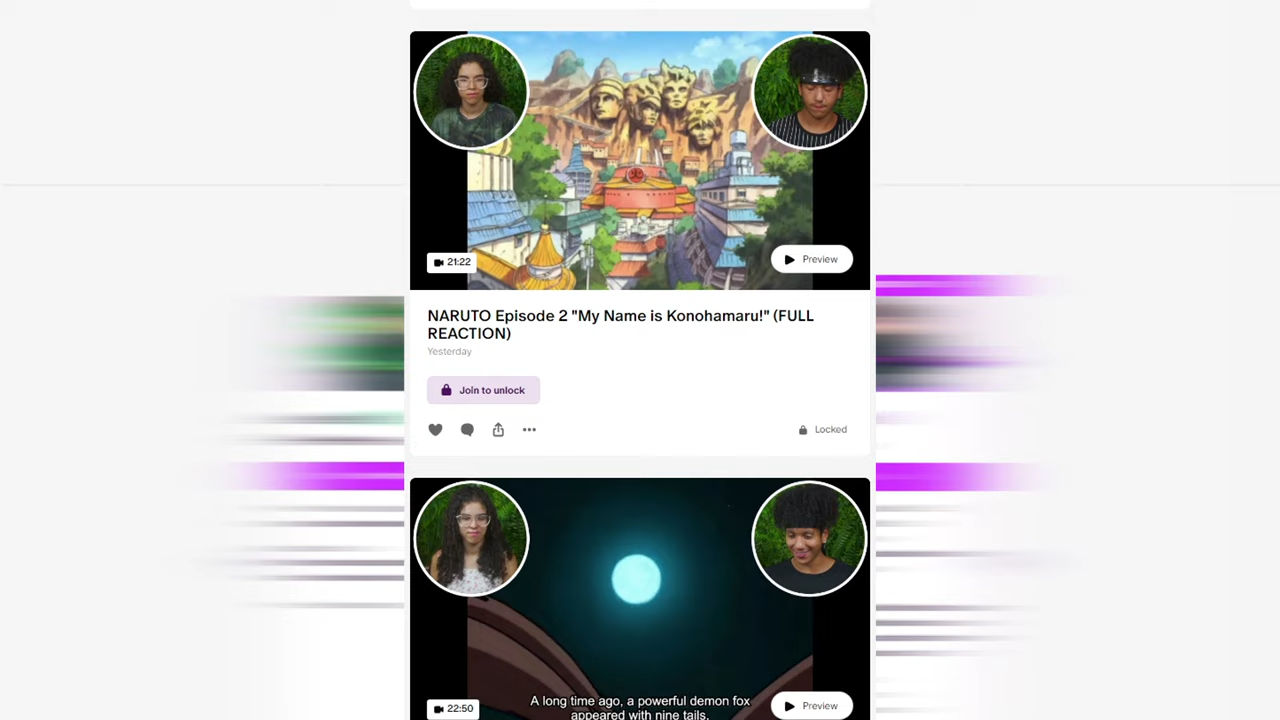 21:22
Preview
NARUTO Episode 2 "My Name is Konohamaru!" (FULL
REACTION)
Yesterday
Join to unlock
Locked
A long time ago, a powerful demon fox
appeared with nine tails.
22:50
Preview